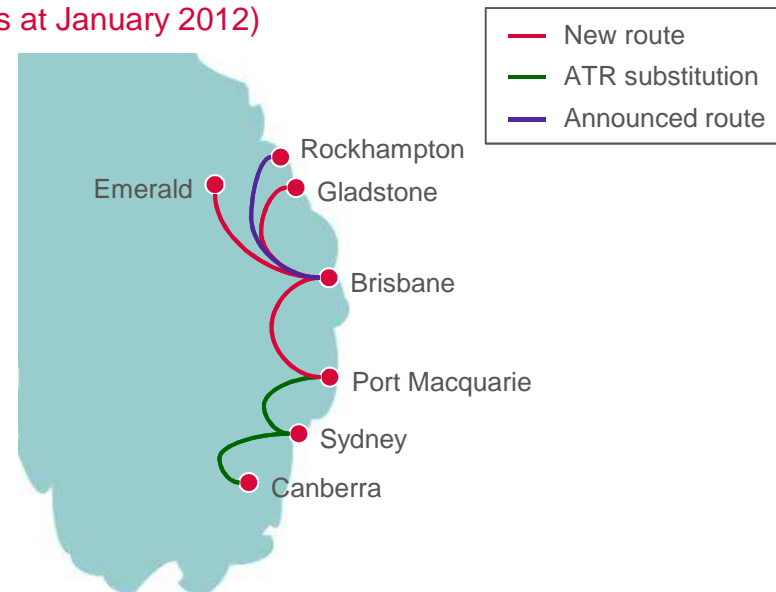 s at January 2012)
New route
ATR substitution
Announced route
Rockhampton
Emerald
Gladstone
Brisbane
Port Macquarie
Sydney
Canberra